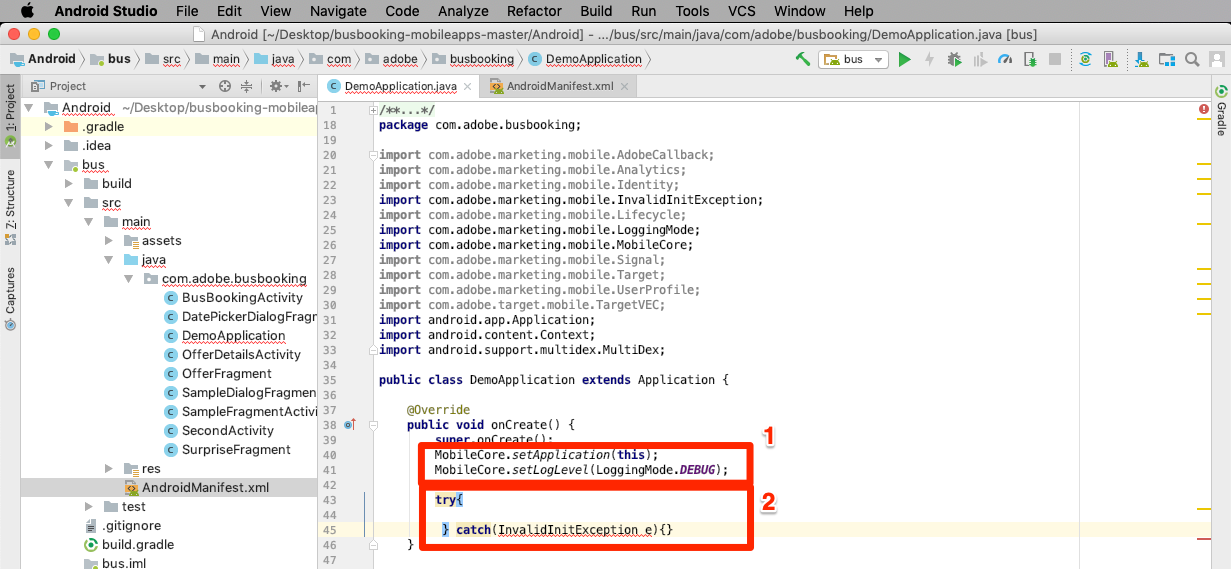 Android Studio File Edit View Navigate Code Analyze Refactor Build Run Tools VCS Window Help
Android [~/Desktop/busbooking-mobileapps-master/Android] - .../bus/src/main/java/com/adobe/busbooking/DemoApplication.java [bus]
Android bus src main java com adobe busbooking DemoApplication bus
Project
DemoApplication.java AndroidManifest.xml
1: Project
Z: Structure
Captures
Gradle
Android ~/Desktop/busbooking-mobileap
.gradle
.idea
bus
build
src
main
assets
java
com.adobe.busbooking
BusBookingActivity
DatePickerDialogFragm
DemoApplication
OfferDetailsActivity
OfferFragment
SampleDialogFragmen
SampleFragmentActivi
SecondActivity
SurpriseFragment
res
AndroidManifest.xml
test
.gitignore
build.gradle
bus.iml
1 /**...*/
18 package com.adobe.busbooking;
19
20 import com.adobe.marketing.mobile.AdobeCallback;
21 import com.adobe.marketing.mobile.Analytics;
22 import com.adobe.marketing.mobile.Identity;
23 import com.adobe.marketing.mobile.InvalidInitException;
24 import com.adobe.marketing.mobile.Lifecycle;
25 import com.adobe.marketing.mobile.LoggingMode;
26 import com.adobe.marketing.mobile.MobileCore;
27 import com.adobe.marketing.mobile.Signal;
28 import com.adobe.marketing.mobile.Target;
29 import com.adobe.marketing.mobile.UserProfile;
30 import com.adobe.target.mobile.TargetVEC;
31 import android.app.Application;
32 import android.content.Context;
33 import android.support.multidex.MultiDex;
34
35 public class DemoApplication extends Application {
36
37 @Override
38 public void onCreate() {
39 super.onCreate();
40 MobileCore.setApplication(this);
41 MobileCore.setLogLevel(LoggingMode.DEBUG);
42
43 try{
44
45 } catch(InvalidInitException e){}
46 }
47
1
2